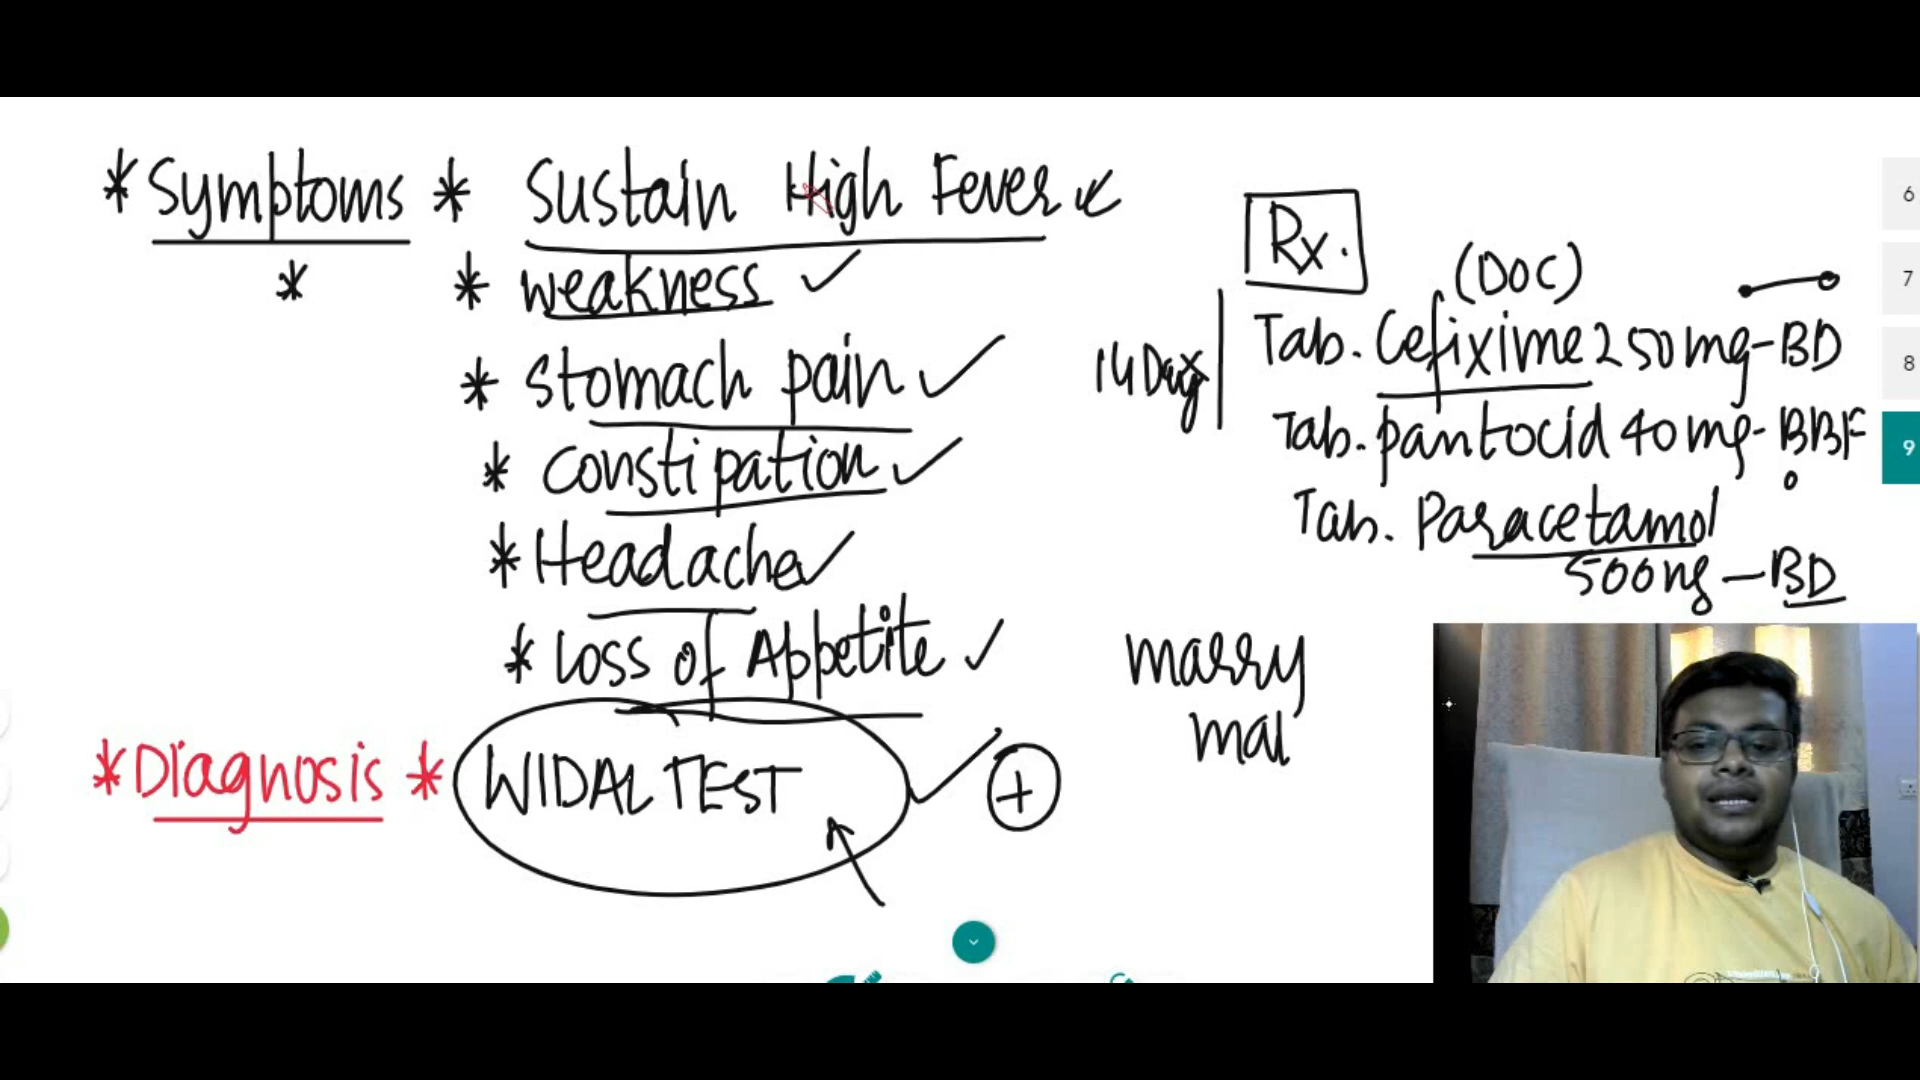 *Symptoms * Sustain High Fever
* * weakness
* stomach pain
* constipation
* Headache
* Loss of Appetite
*Diagnosis * WIDAL TEST +
Rx.
(DOC)
14 Days
Tab. Cefixime 250mg-BD
Tab. pantocid 40mg- BBF
Tab. Paracetamol
500mg - BD
marry
mal
6
7
8
9